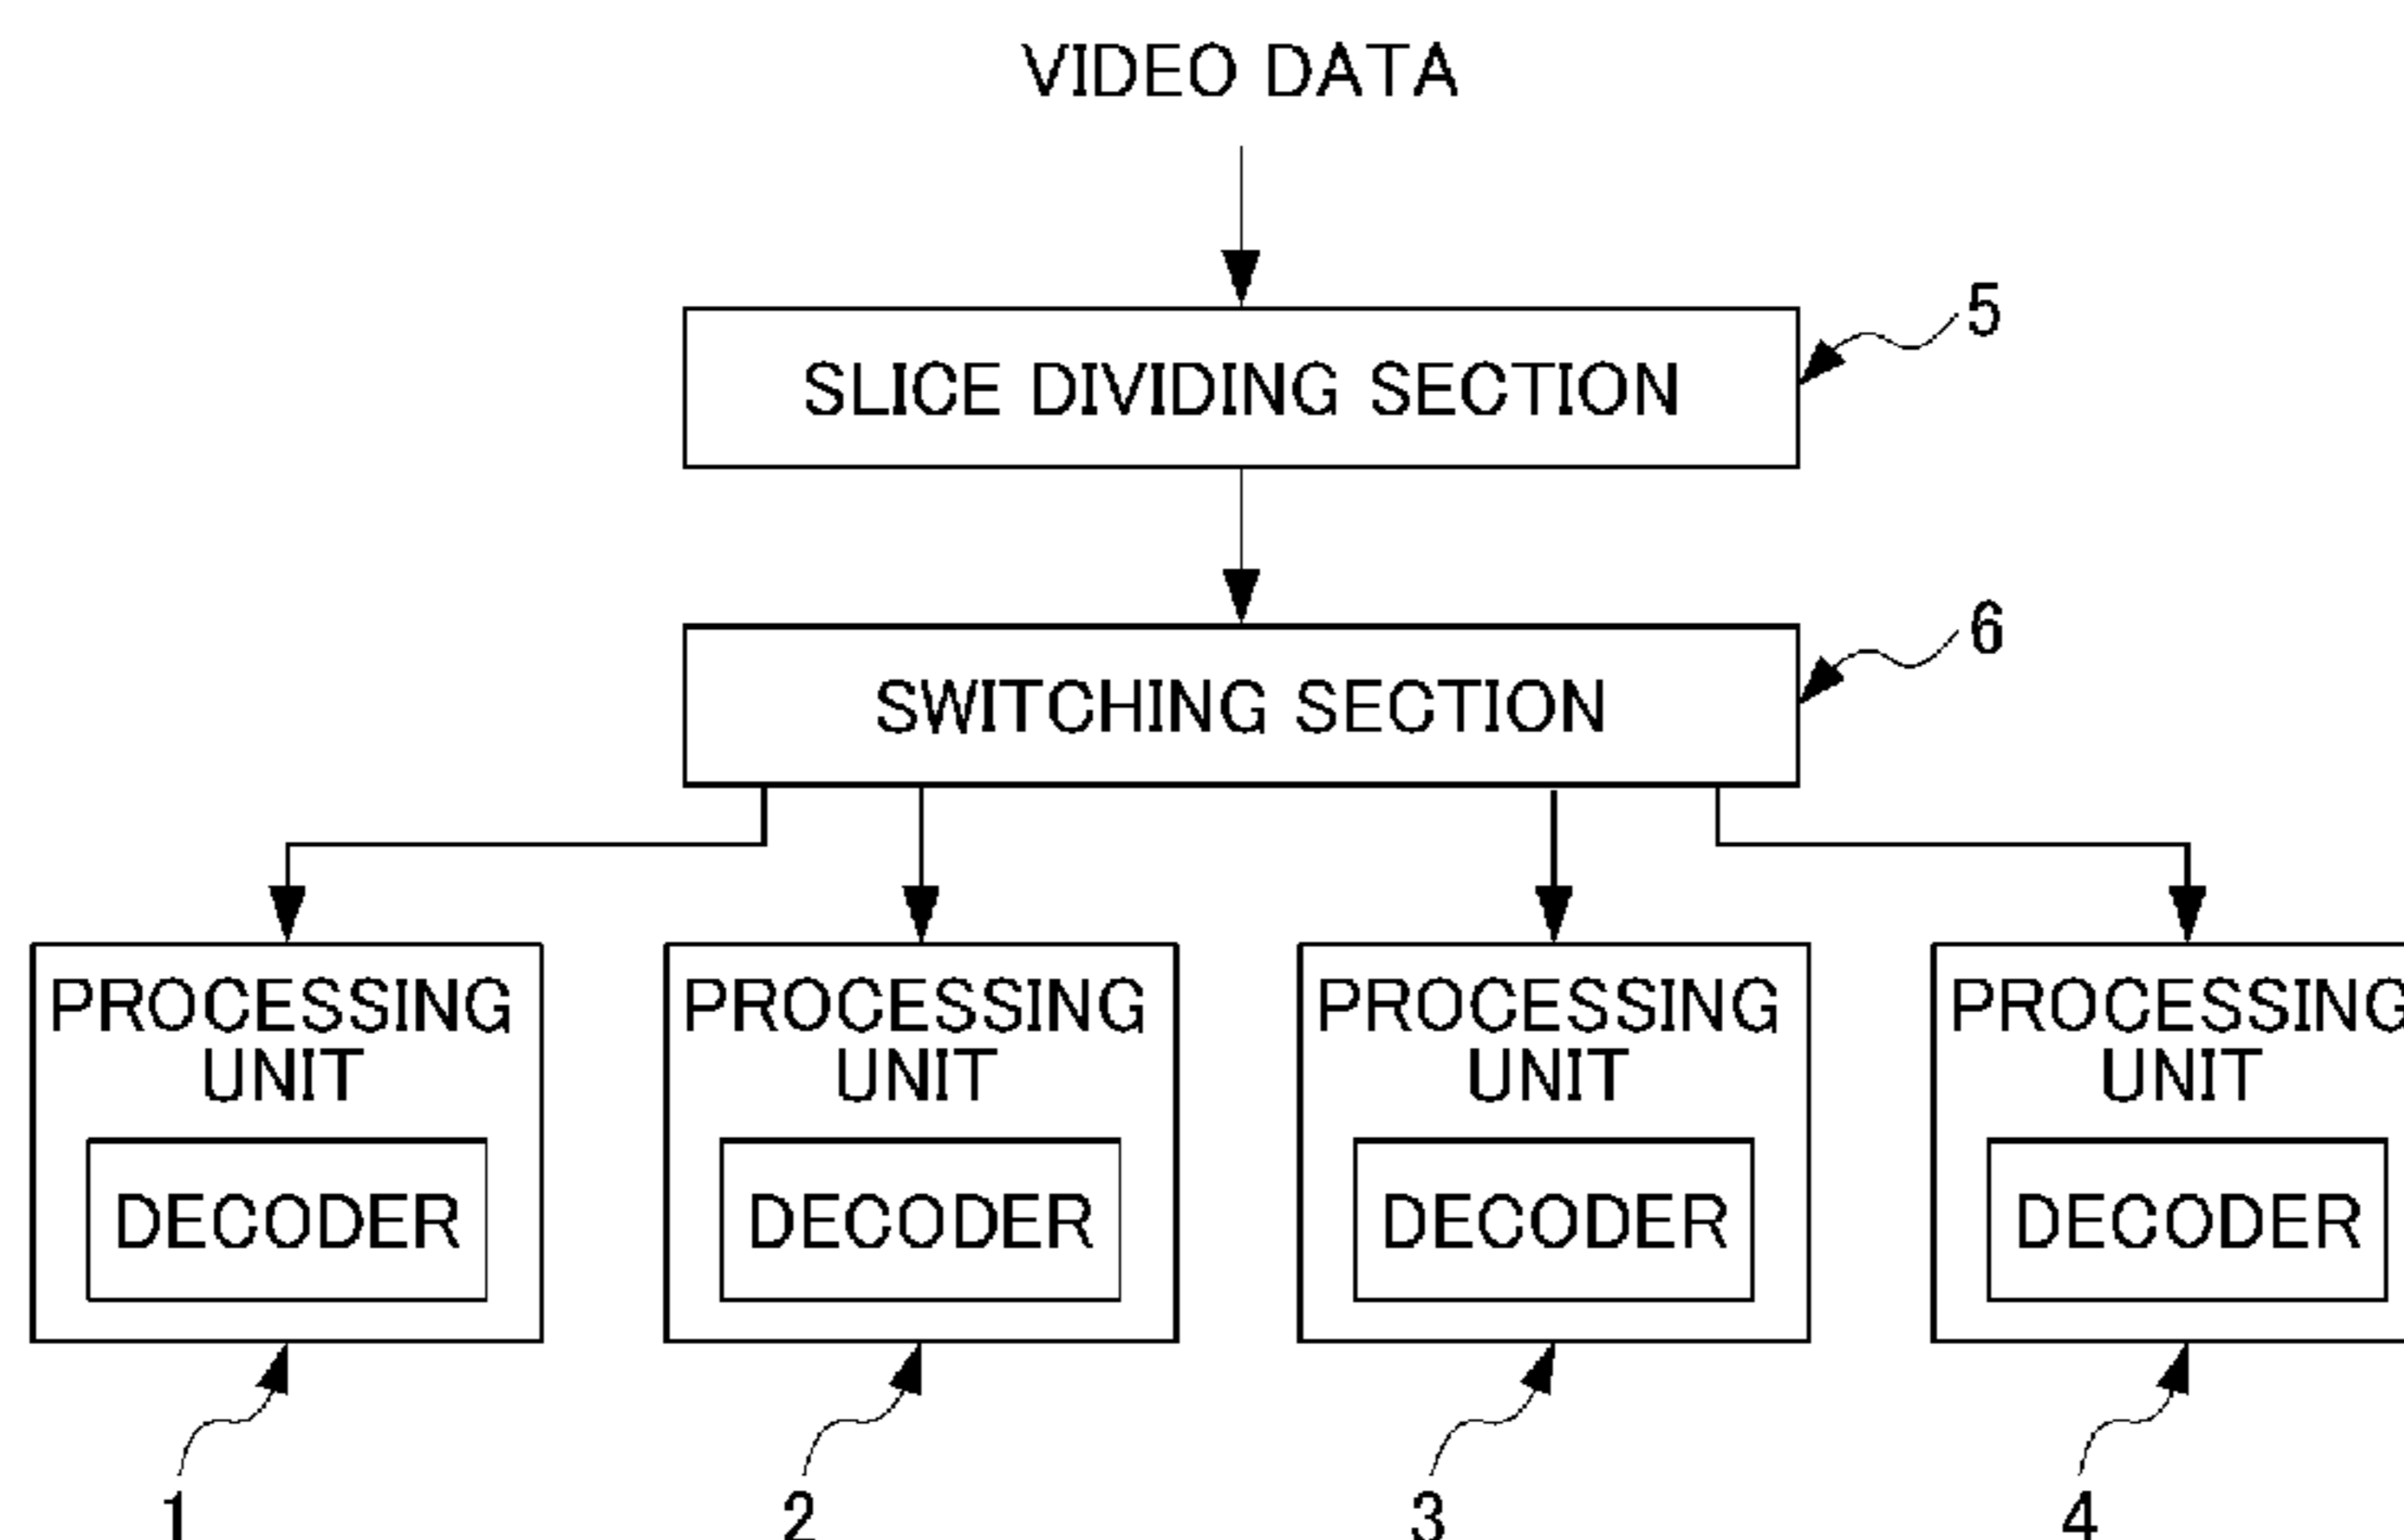 VIDEO DATA
5
SLICE DIVIDING SECTION
6
SWITCHING SECTION
PROCESSING UNIT
DECODER
PROCESSING UNIT
DECODER
PROCESSING UNIT
DECODER
PROCESSING UNIT
DECODER
1
2
3
4